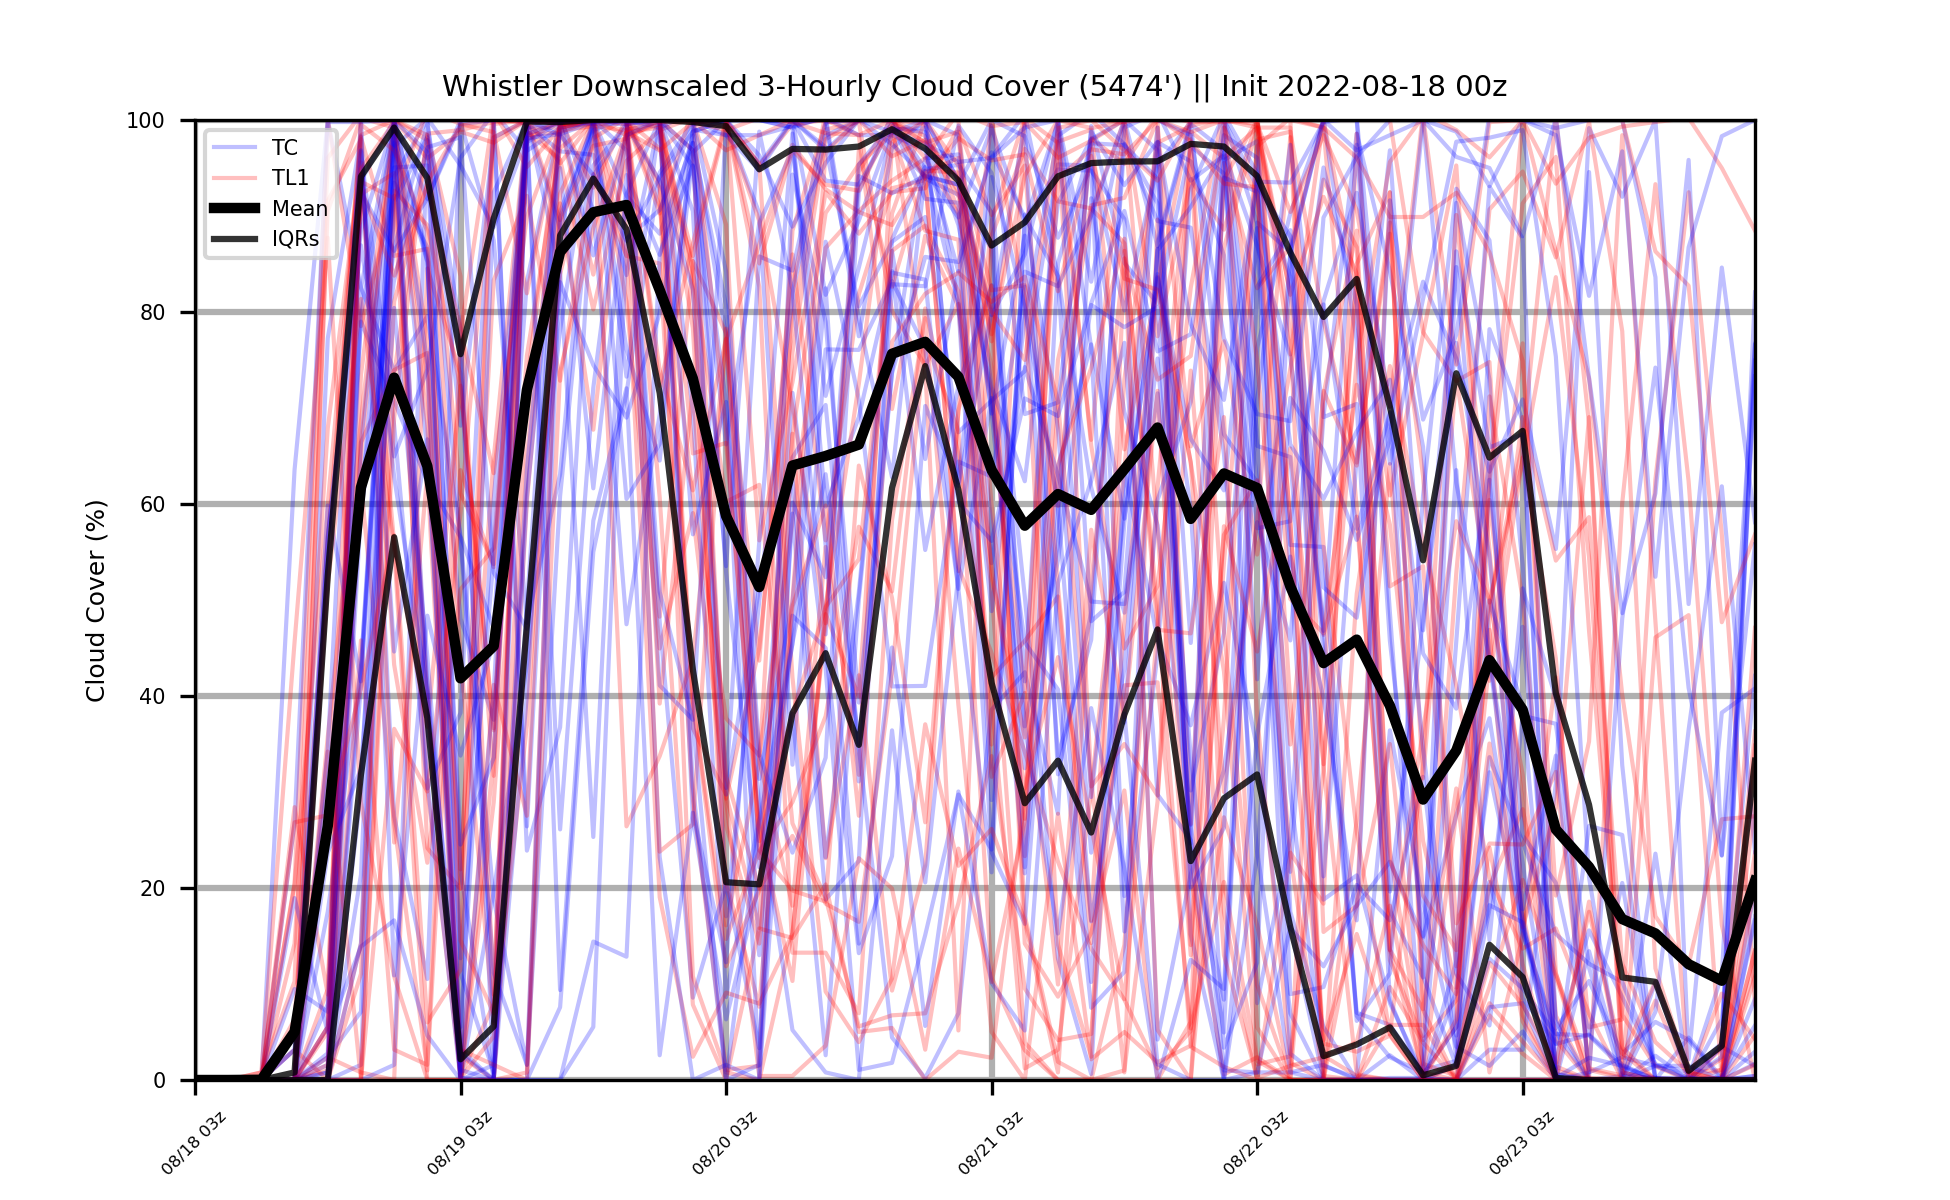 Whistler Downscaled 3-Hourly Cloud Cover (5474') || Init 2022-08-18 00z
TC
TL1
Mean
IQRs
Cloud Cover (%)
100
80
60
40
20
0
08/18 03z
08/19 03z
08/20 03z
08/21 03z
08/22 03z
08/23 03z